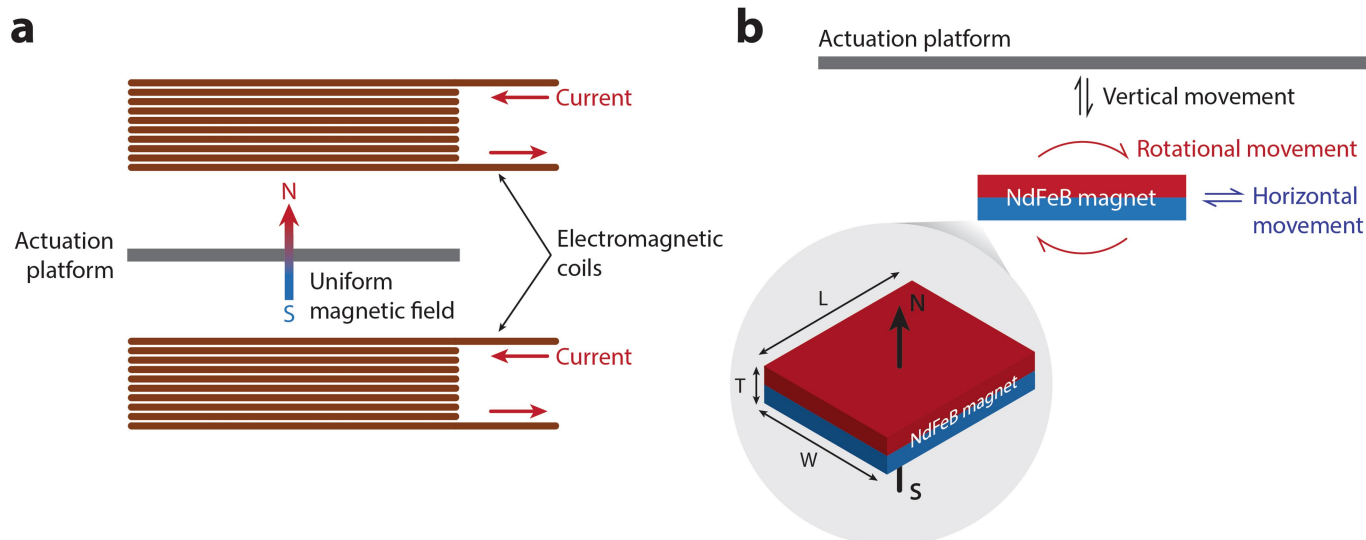 a
Current
N
Actuation
platform
Uniform
magnetic field
S
Electromagnetic
coils
Current
b
Actuation platform
Vertical movement
Rotational movement
NdFeB magnet
Horizontal
movement
L
N
T
NdFeB magnet
W
S